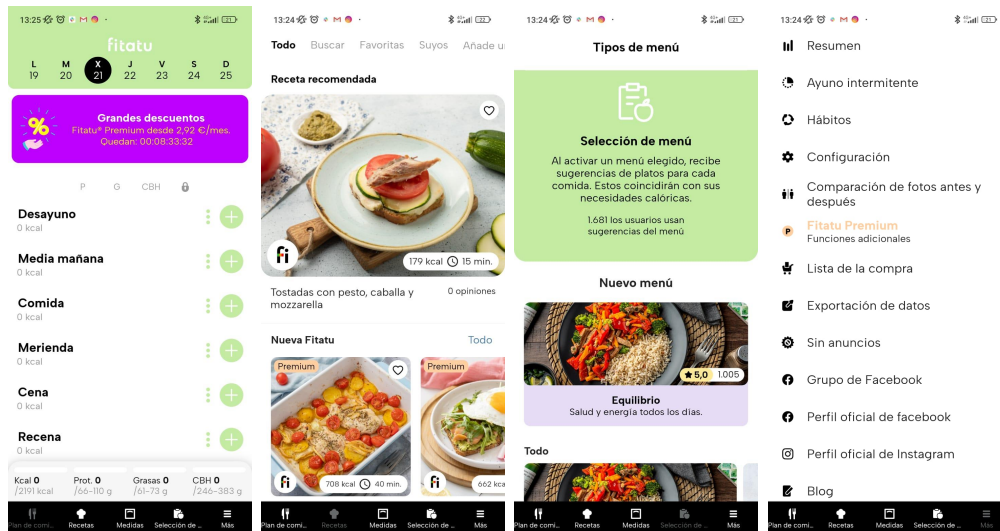 13:25
21
fitatu
L M X J V S D
19 20 21 22 23 24 25
%
Grandes descuentos
Fitatu® Premium desde 2,92 €/mes.
Quedan: 00:08:33:32
P G CBH
Desayuno
0 kcal
Media mañana
0 kcal
Comida
0 kcal
Merienda
0 kcal
Cena
0 kcal
Recena
0 kcal
Kcal 0 Prot. 0 Grasas 0 CBH 0
/2191 kcal /66-110 g /61-73 g /246-383 g
Plan de comi... Recetas Medidas Selección de ... Más
13:24
22
Todo Buscar Favoritas Suyos Añade u
Receta recomendada
fi
179 kcal 15 min.
Tostadas con pesto, caballa y
mozzarella
0 opiniones
Nueva Fitatu Todo
Premium Premium
fi 708 kcal 40 min. fi 662 kca
Plan de comi... Recetas Medidas Selección de ... Más
13:24
21
Tipos de menú
Selección de menú
Al activar un menú elegido, recibe
sugerencias de platos para cada
comida. Estos coincidirán con sus
necesidades calóricas.
1.681 los usuarios usan
sugerencias del menú
Nuevo menú
5,0 1.005
Equilibrio
Salud y energía todos los días.
Todo
Plan de comi... Recetas Medidas Selección de ... Más
13:24
21
Resumen
Ayuno intermitente
Hábitos
Configuración
Comparación de fotos antes y
después
P Fitatu Premium
Funciones adicionales
Lista de la compra
Exportación de datos
Sin anuncios
Grupo de Facebook
Perfil oficial de facebook
Perfil oficial de Instagram
Blog
Plan de comi... Recetas Medidas Selección de ... Más